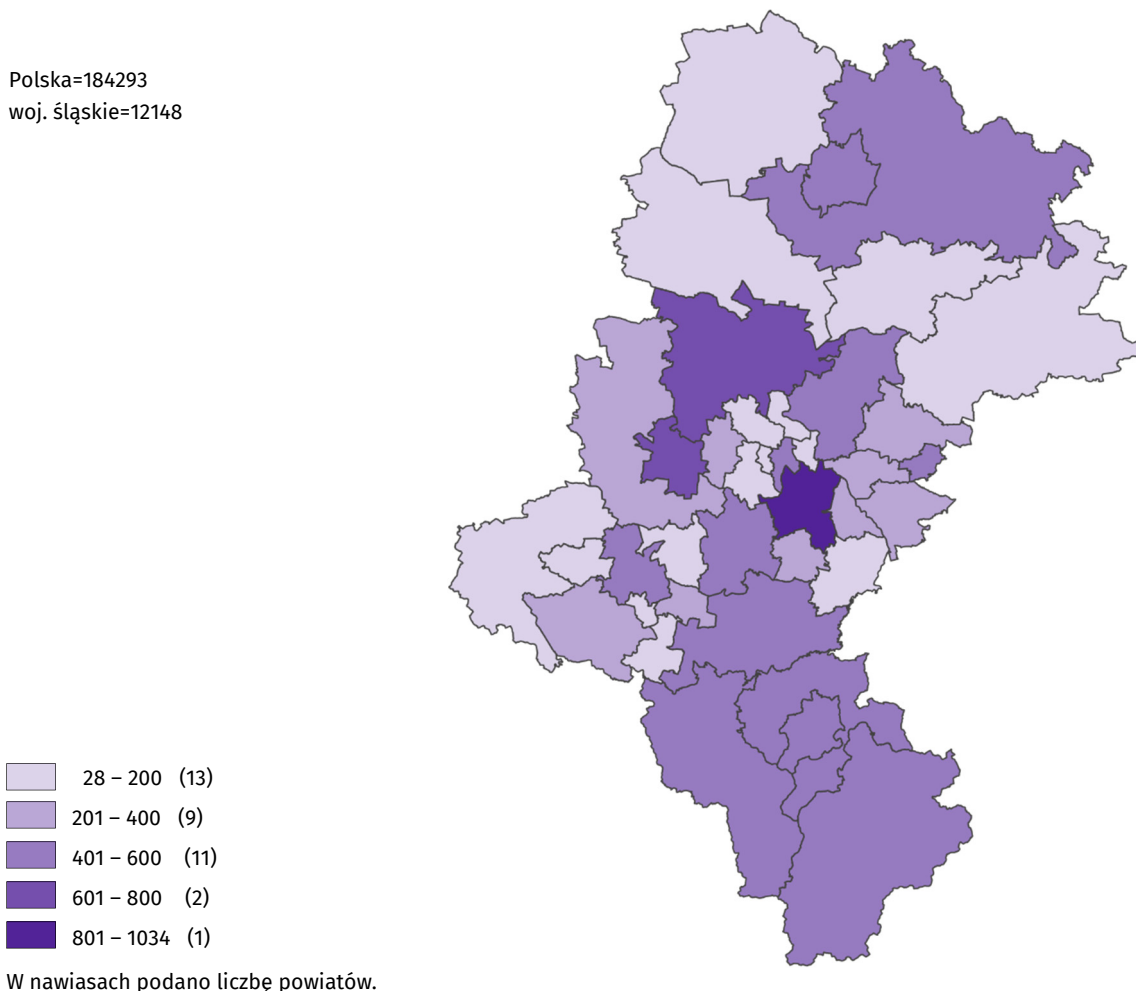 Polska=184293
woj. śląskie=12148
28 – 200 (13)
201 – 400 (9)
401 – 600 (11)
601 – 800 (2)
801 – 1034 (1)
W nawiasach podano liczbę powiatów.